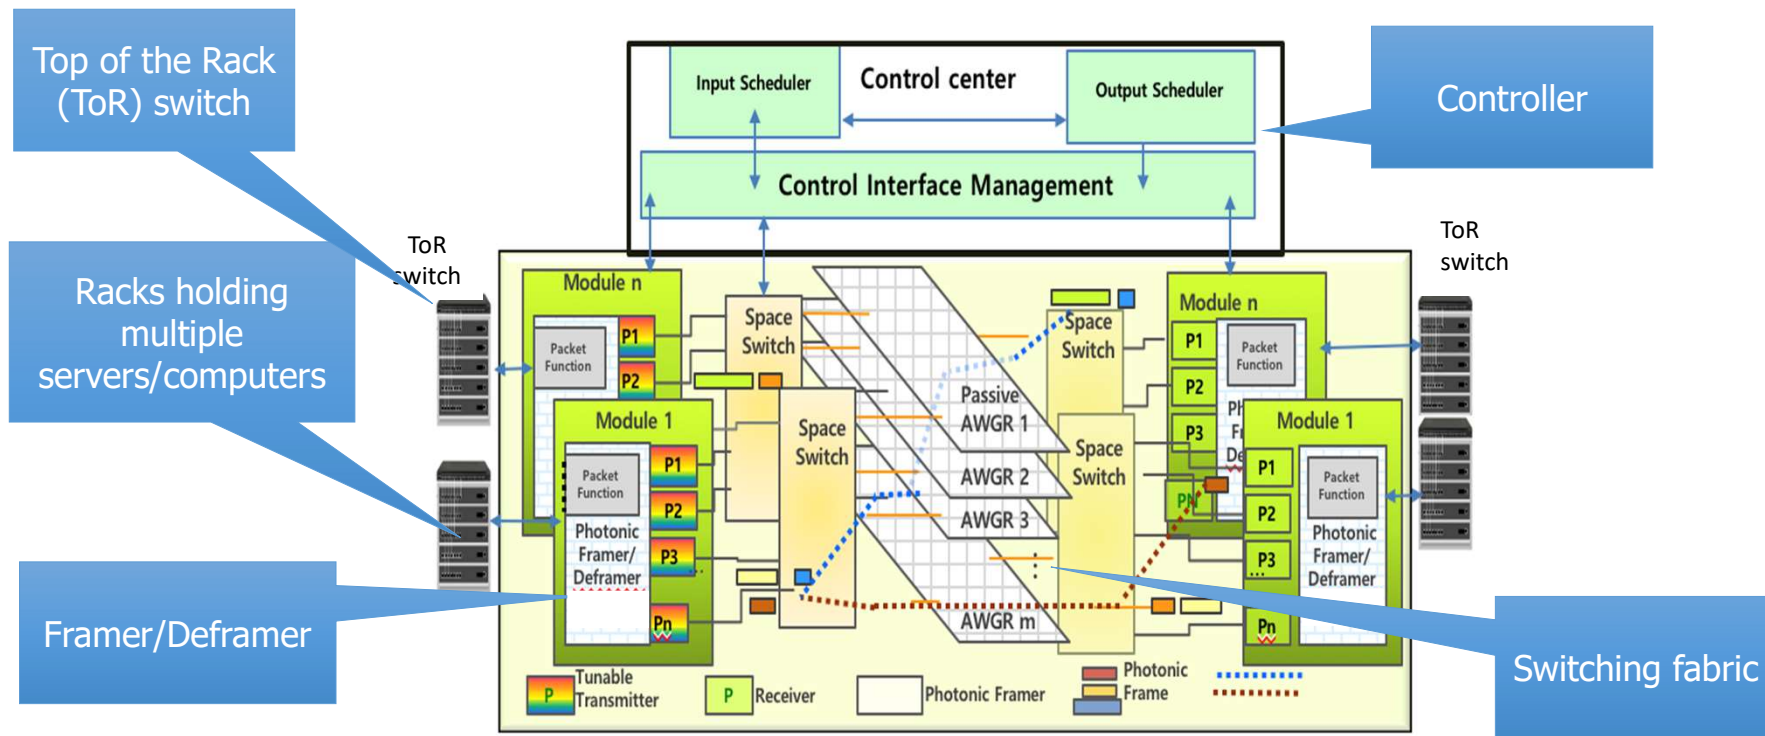 Top of the Rack
(ToR) switch
Racks holding
multiple
servers/computers
Framer/Deframer
Controller
Switching fabric
Input Scheduler
Control center
Output Scheduler
Control Interface Management
ToR
switch
ToR
switch
Module n
Packet
Function
P1
P2
Module 1
Packet
Function
Photonic
Framer/
Deframer
P1
P2
P3
...
Pn
Space
Switch
Space
Switch
Passive
AWGR 1
AWGR 2
AWGR 3
AWGR m
Space
Switch
Space
Switch
Module n
P1
P2
P3
PN
Packet
Function
Ph
Fr
De
Module 1
P1
P2
P3
...
Pn
Packet
Function
Photonic
Framer/
Deframer
P
Tunable
Transmitter
P
Receiver
Photonic Framer
Photonic
Frame